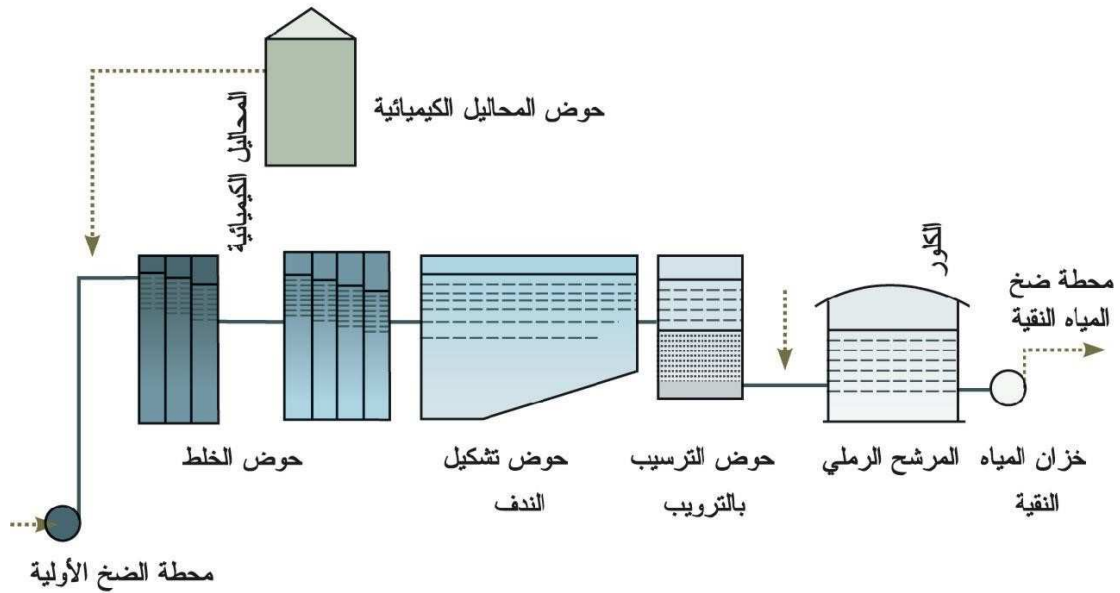 حوض المحاليل الكيميائية
المحاليل الكيميائية
الكلور
محطة ضخ
المياه النقية
حوض الخلط
حوض تشكيل
الندف
حوض الترسيب
بالترويب
المرشح الرملي
خزان المياه
النقية
محطة الضخ الأولية